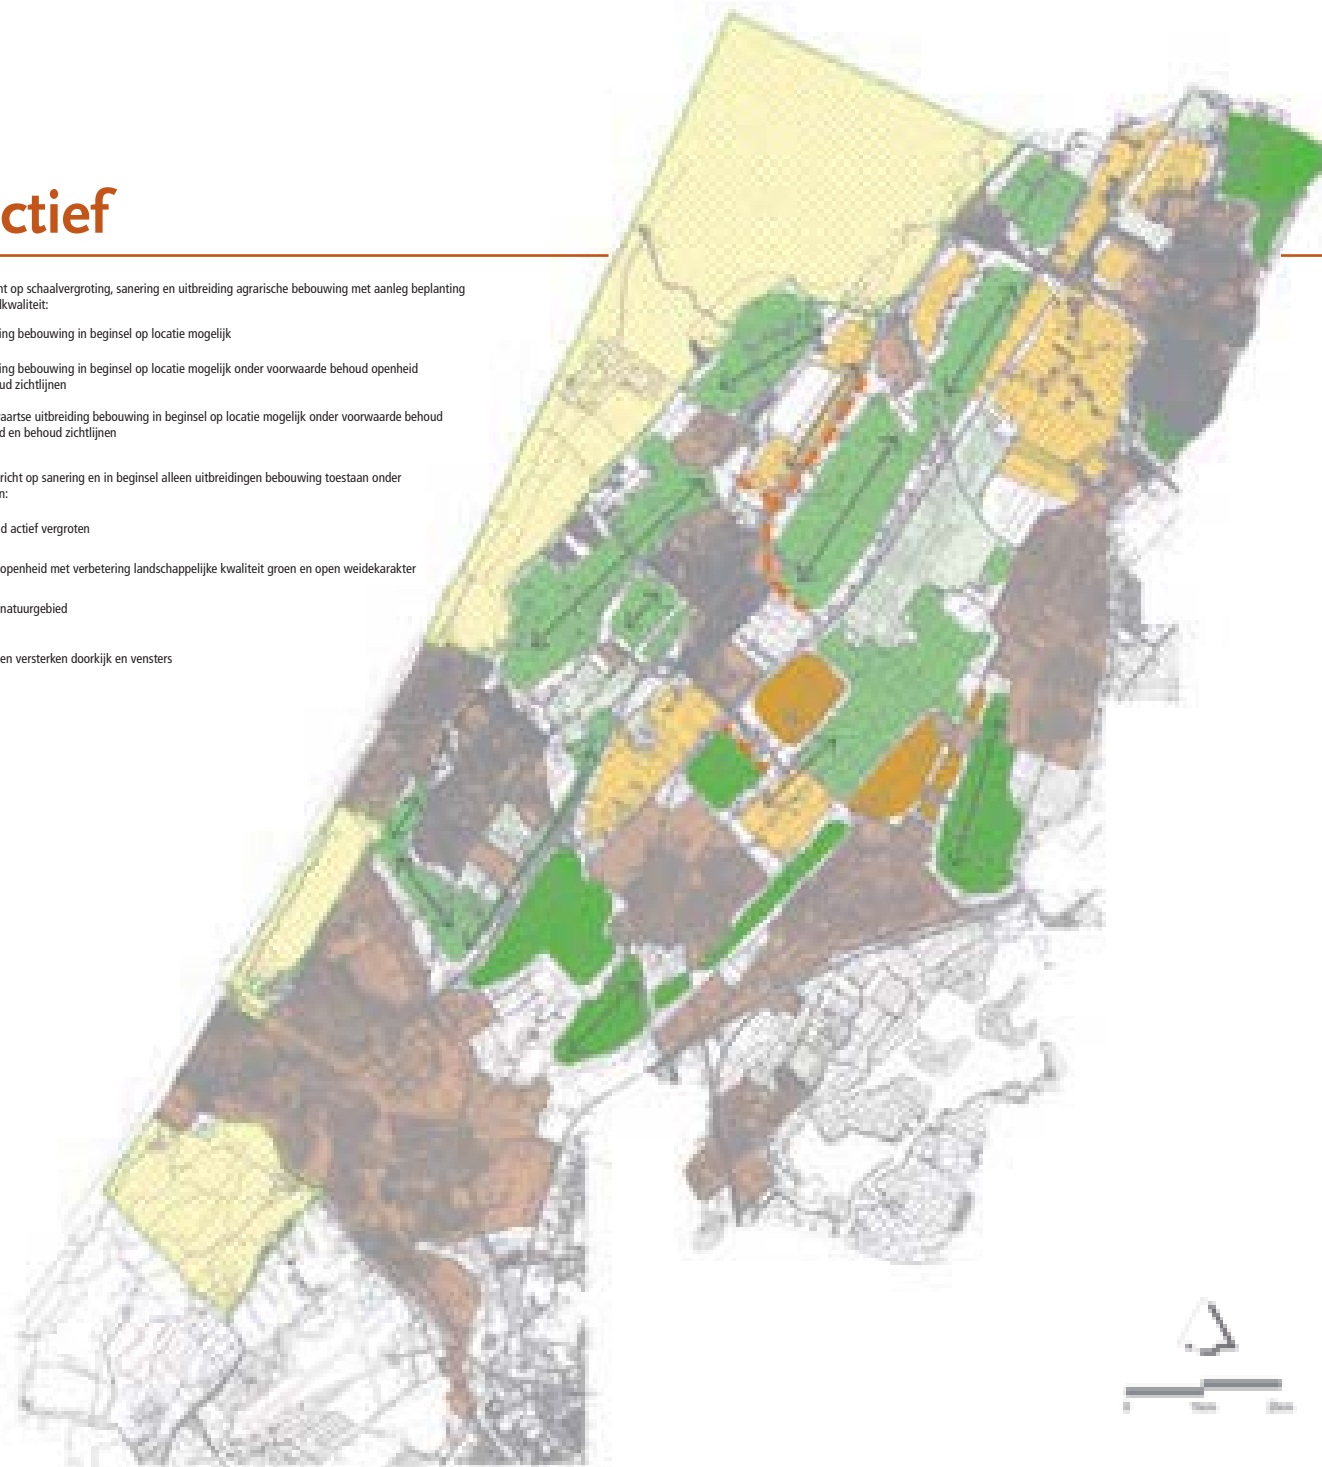 ctief
nt op schaalvergroting, sanering en uitbreiding agrarische bebouwing met aanleg beplanting
lkwaliteit:
ing bebouwing in beginsel op locatie mogelijk
ing bebouwing in beginsel op locatie mogelijk onder voorwaarde behoud openheid
ud zichtlijnen
aartse uitbreiding bebouwing in beginsel op locatie mogelijk onder voorwaarde behoud
d en behoud zichtlijnen
richt op sanering en in beginsel alleen uitbreidingen bebouwing toestaan onder
n:
d actief vergroten
openheid met verbetering landschappelijke kwaliteit groen en open weidekarakter
natuurgebied
en versterken doorkijk en vensters